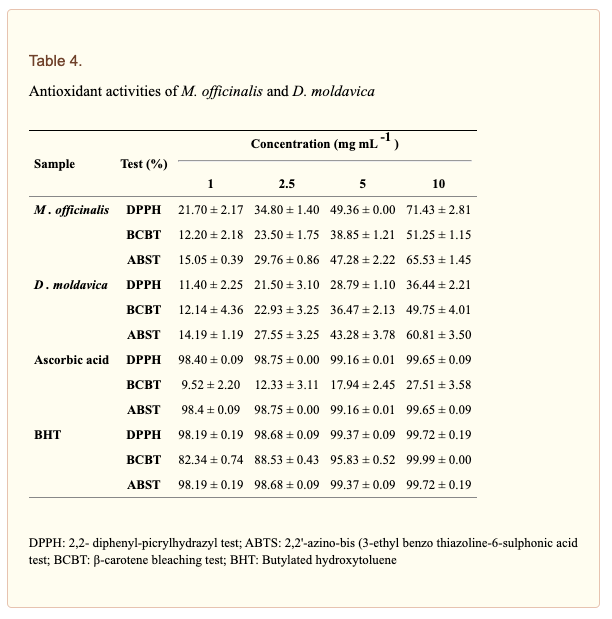 Table 4.
Antioxidant activities of M. officinalis and D. moldavica
Concentration (mg mL -1 )
Sample Test (%)
1 2.5 5 10
M . officinalis DPPH 21.70 ± 2.17 34.80 ± 1.40 49.36 ± 0.00 71.43 ± 2.81
BCBT 12.20 ± 2.18 23.50 ± 1.75 38.85 ± 1.21 51.25 ± 1.15
ABST 15.05 ± 0.39 29.76 ± 0.86 47.28 ± 2.22 65.53 ± 1.45
D . moldavica DPPH 11.40 ± 2.25 21.50 ± 3.10 28.79 ± 1.10 36.44 ± 2.21
BCBT 12.14 ± 4.36 22.93 ± 3.25 36.47 ± 2.13 49.75 ± 4.01
ABST 14.19 ± 1.19 27.55 ± 3.25 43.28 ± 3.78 60.81 ± 3.50
Ascorbic acid DPPH 98.40 ± 0.09 98.75 ± 0.00 99.16 ± 0.01 99.65 ± 0.09
BCBT 9.52 ± 2.20 12.33 ± 3.11 17.94 ± 2.45 27.51 ± 3.58
ABST 98.4 ± 0.09 98.75 ± 0.00 99.16 ± 0.01 99.65 ± 0.09
BHT DPPH 98.19 ± 0.19 98.68 ± 0.09 99.37 ± 0.09 99.72 ± 0.19
BCBT 82.34 ± 0.74 88.53 ± 0.43 95.83 ± 0.52 99.99 ± 0.00
ABST 98.19 ± 0.19 98.68 ± 0.09 99.37 ± 0.09 99.72 ± 0.19
DPPH: 2,2- diphenyl-picrylhydrazyl test; ABTS: 2,2'-azino-bis (3-ethyl benzo thiazoline-6-sulphonic acid
test; BCBT: β-carotene bleaching test; BHT: Butylated hydroxytoluene